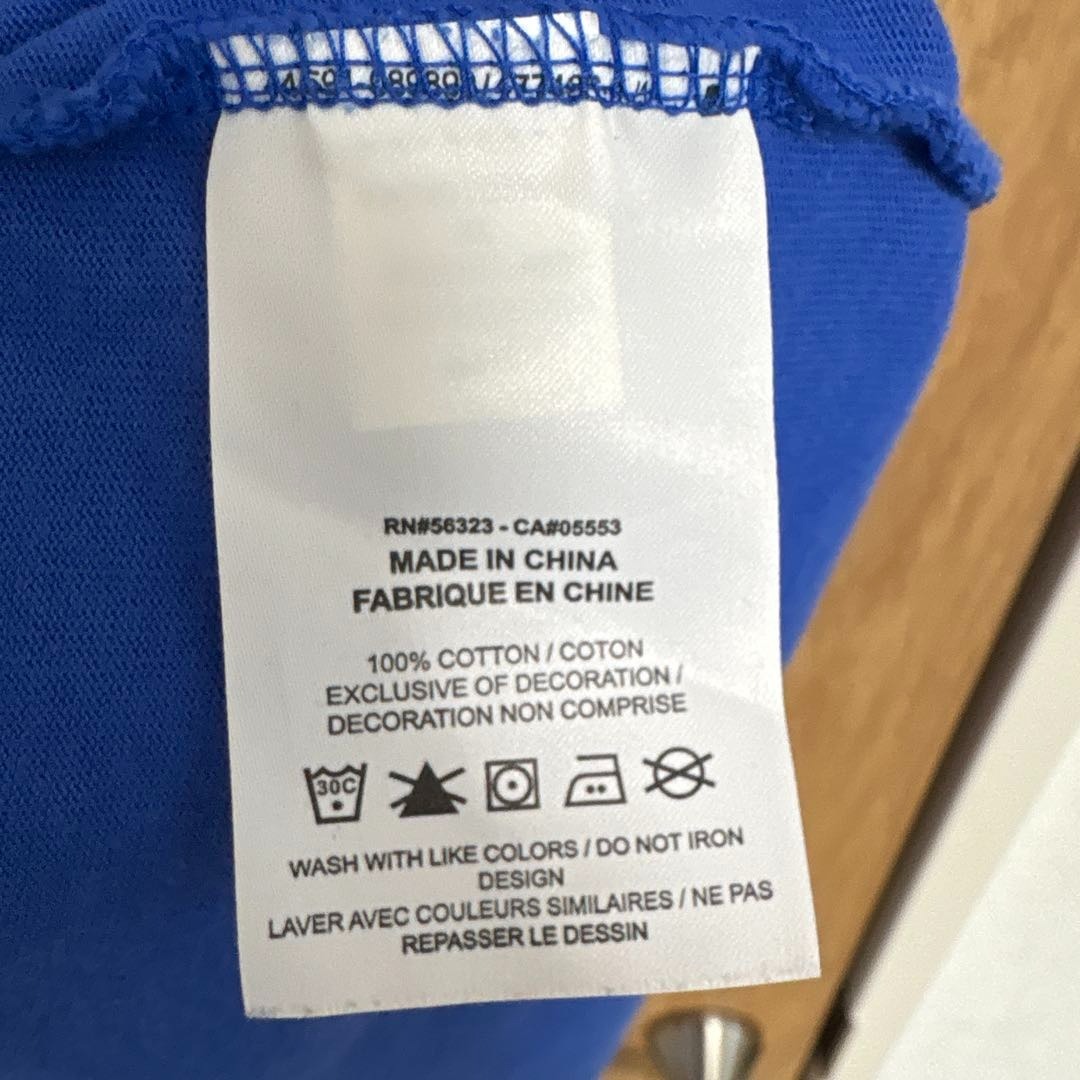 RN#56323 - CA#05553
MADE IN CHINA
FABRIQUE EN CHINE
100% COTTON / COTON
EXCLUSIVE OF DECORATION /
DECORATION NON COMPRISE
30C
WASH WITH LIKE COLORS / DO NOT IRON
DESIGN
LAVER AVEC COULEURS SIMILAIRES / NE PAS
REPASSER LE DESSIN